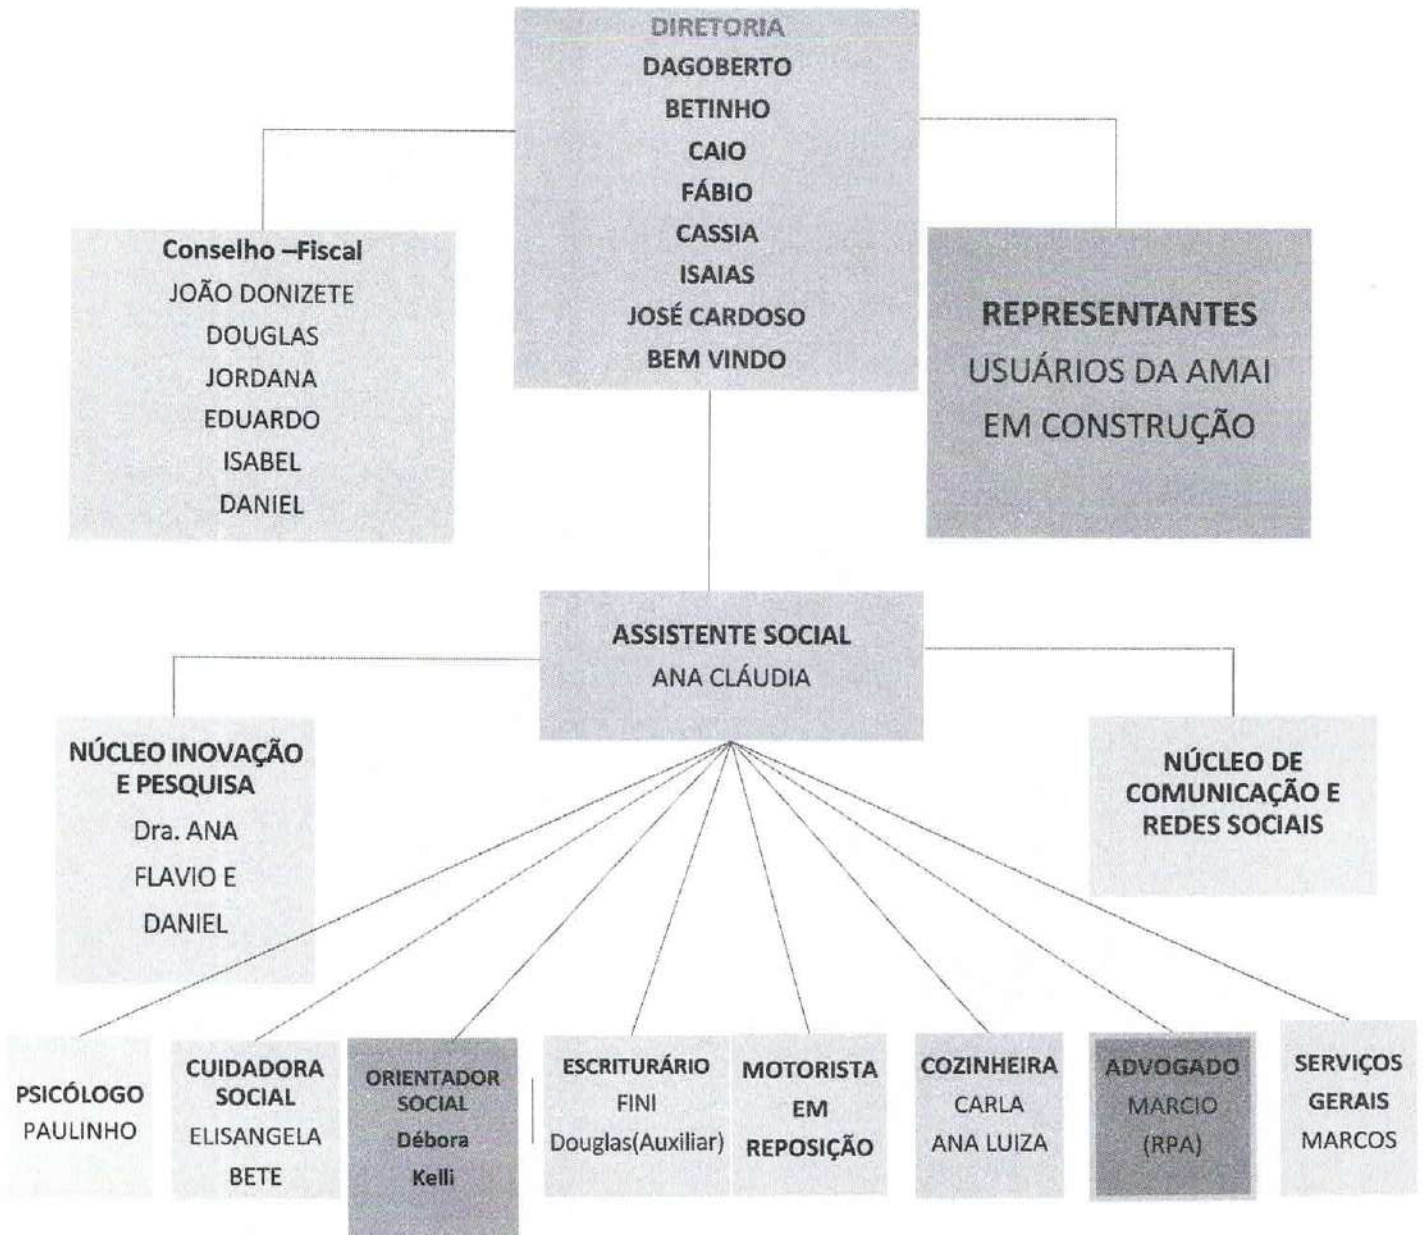 DIRETORIA
DAGOBERTO
BETINHO
CAIO
FÁBIO
CASSIA
ISAIAS
JOSÉ CARDOSO
BEM VINDO
Conselho –Fiscal
JOÃO DONIZETE
DOUGLAS
JORDANA
EDUARDO
ISABEL
DANIEL
REPRESENTANTES
USUÁRIOS DA AMAI
EM CONSTRUÇÃO
ASSISTENTE SOCIAL
ANA CLÁUDIA
NÚCLEO INOVAÇÃO
E PESQUISA
Dra. ANA
FLAVIO E
DANIEL
NÚCLEO DE
COMUNICAÇÃO E
REDES SOCIAIS
PSICÓLOGO
PAULINHO
CUIDADORA
SOCIAL
ELISANGELA
BETE
ORIENTADOR
SOCIAL
Débora
Kelli
ESCRITURÁRIO
FINI
Douglas(Auxiliar)
MOTORISTA
EM
REPOSIÇÃO
COZINHEIRA
CARLA
ANA LUIZA
ADVOGADO
MARCIO
(RPA)
SERVIÇOS
GERAIS
MARCOS